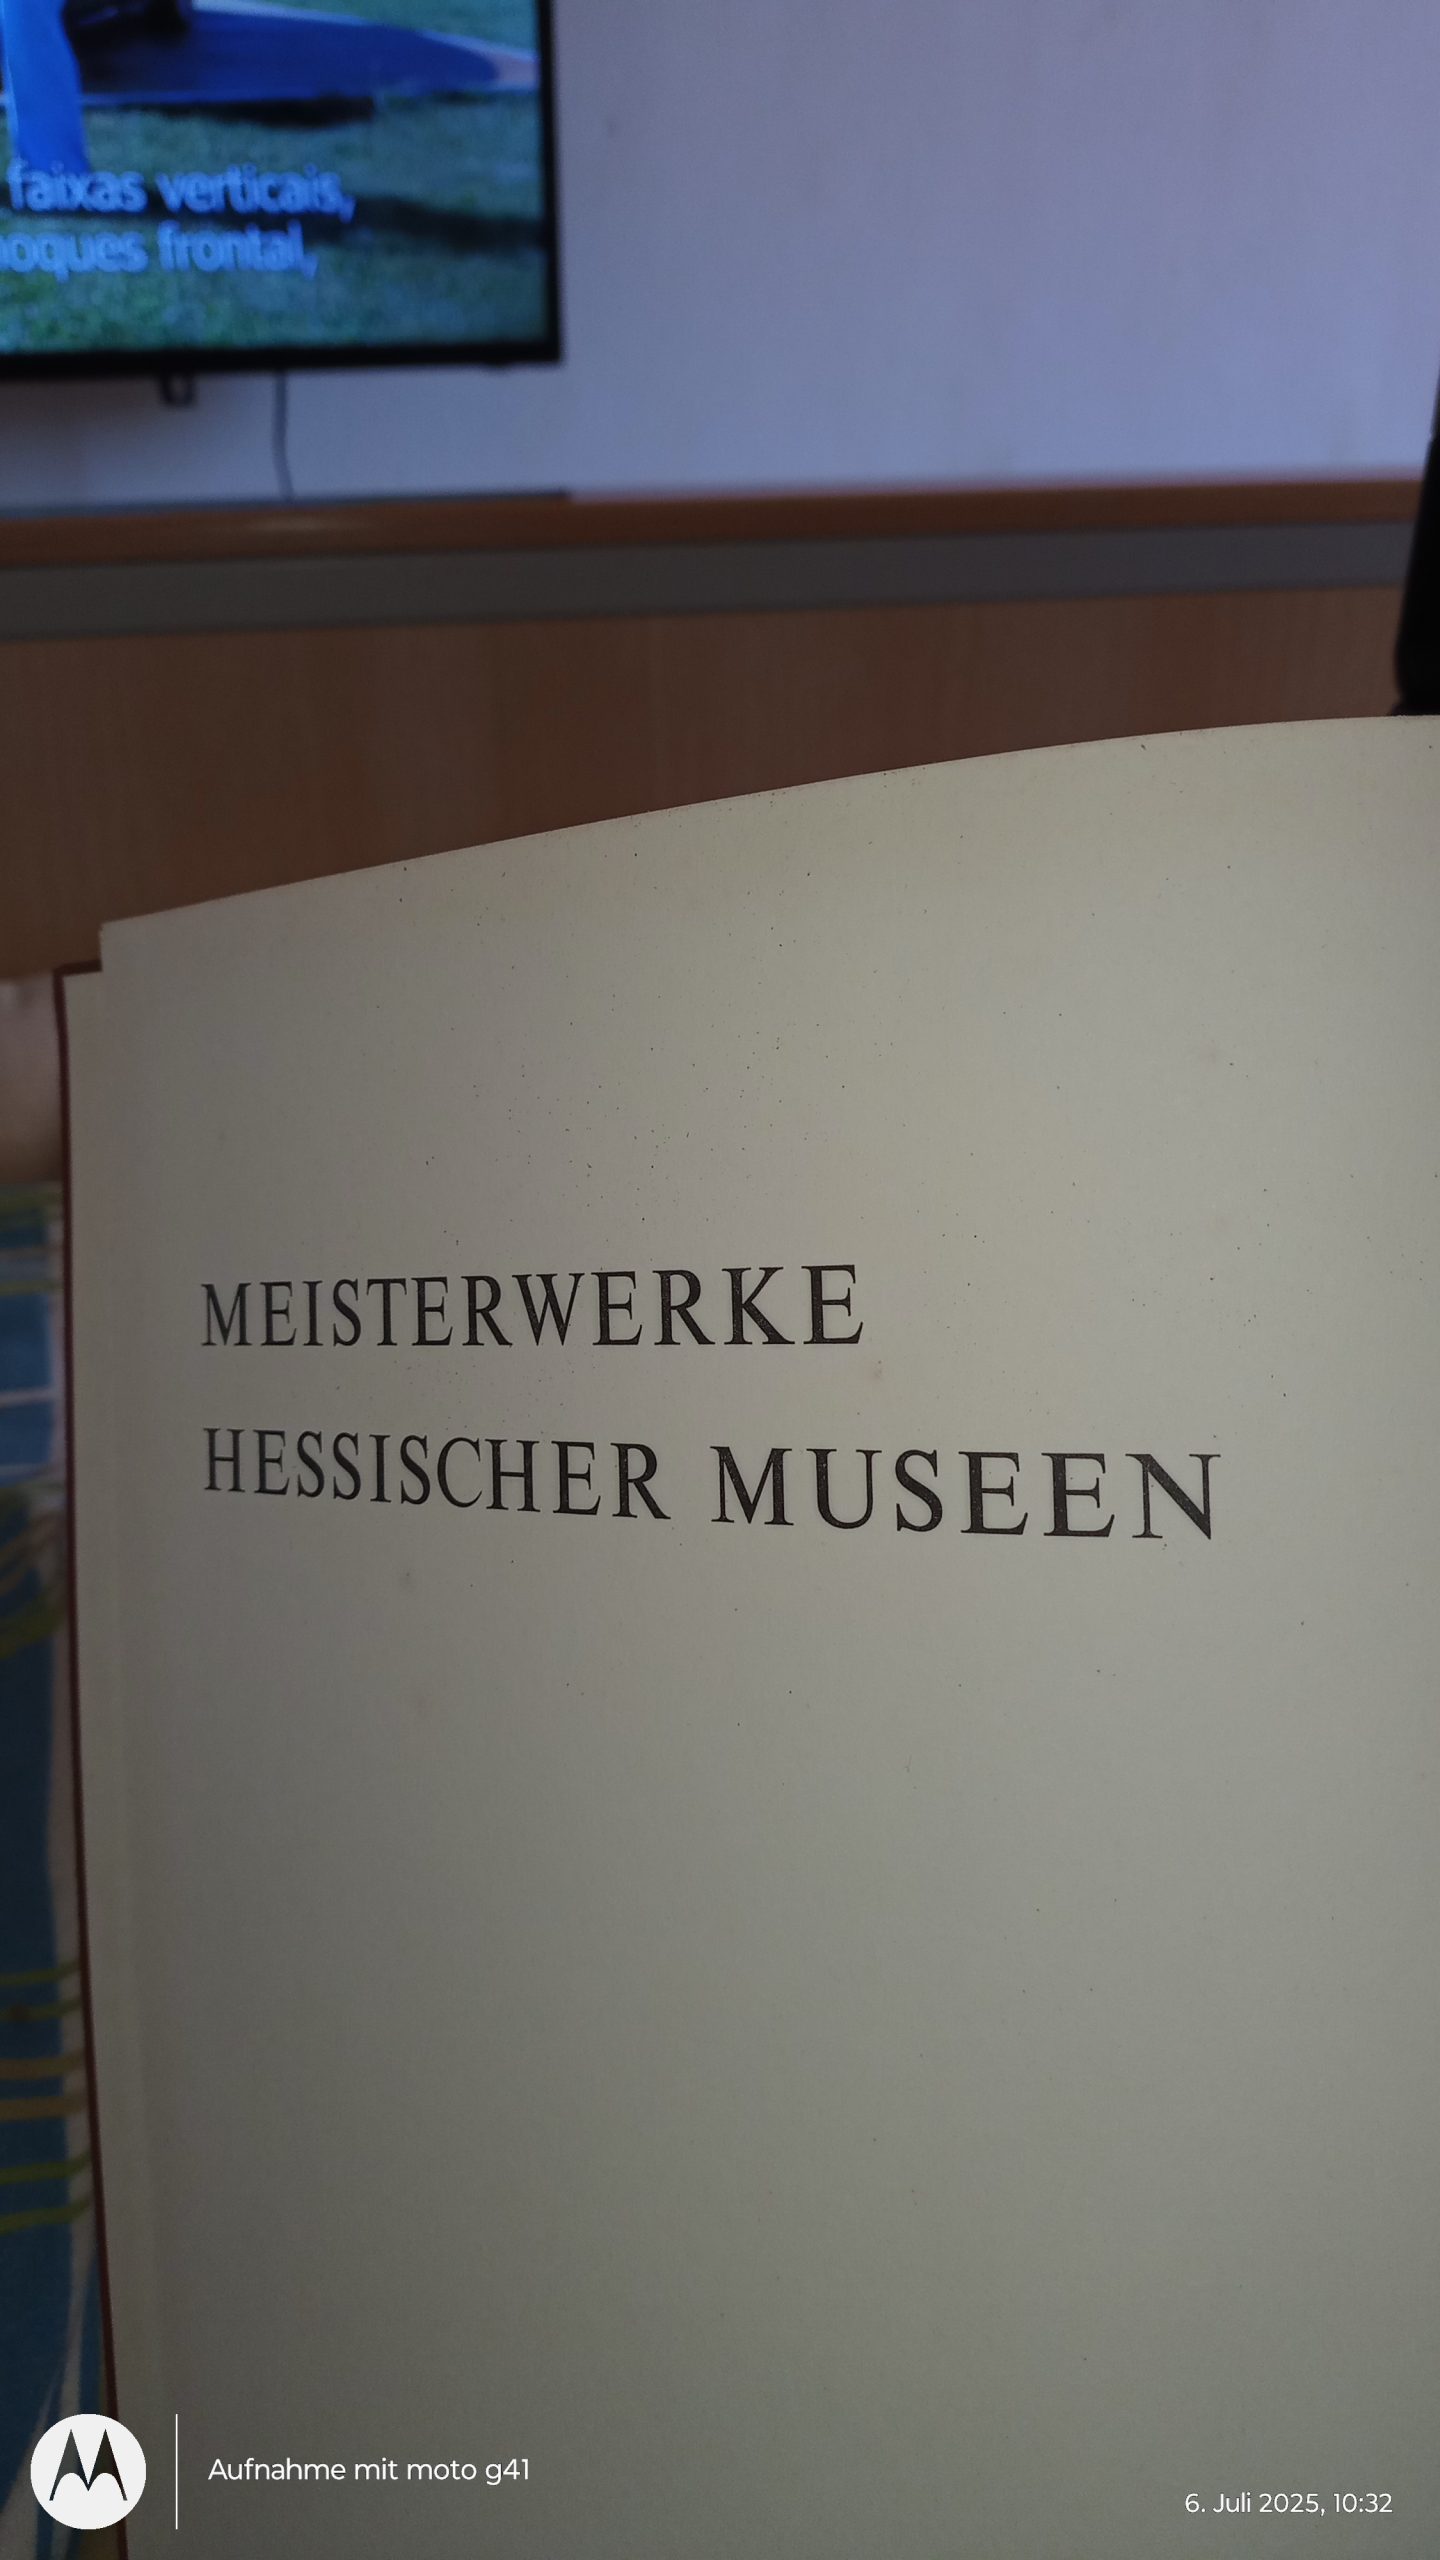 faixas verticais,
oques frontal,
MEISTERWERKE
HESSISCHER MUSEEN
Aufnahme mit moto g41
6. Juli 2025, 10:32